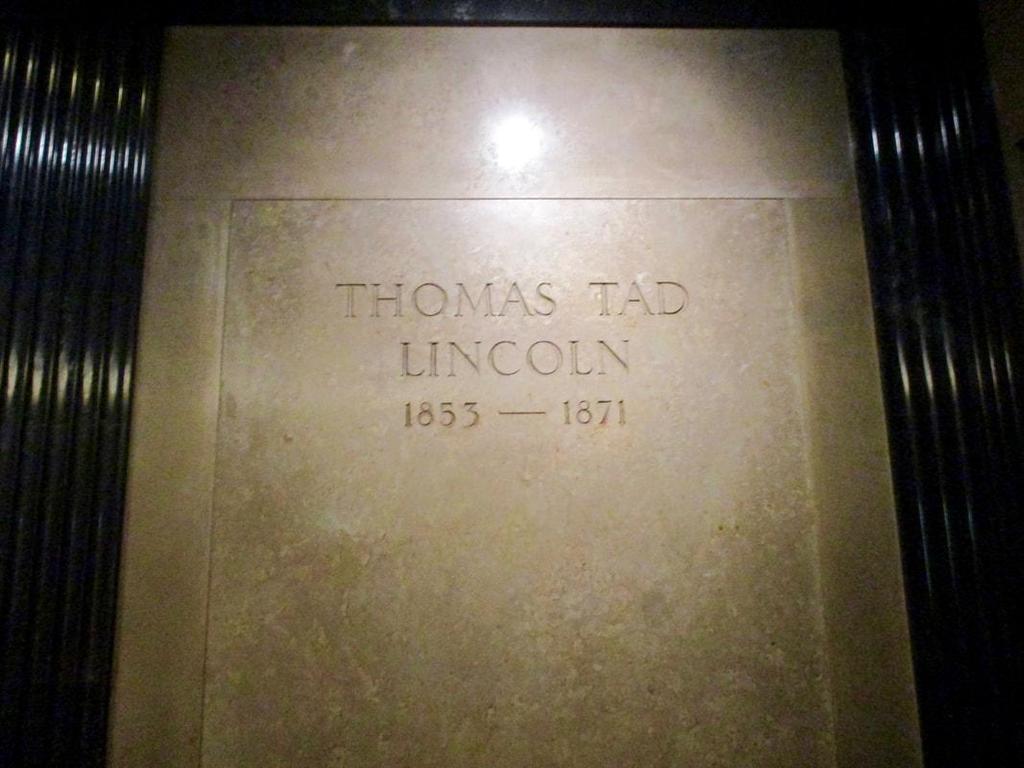 THOMAS TAD
LINCOLN
1853 — 1871